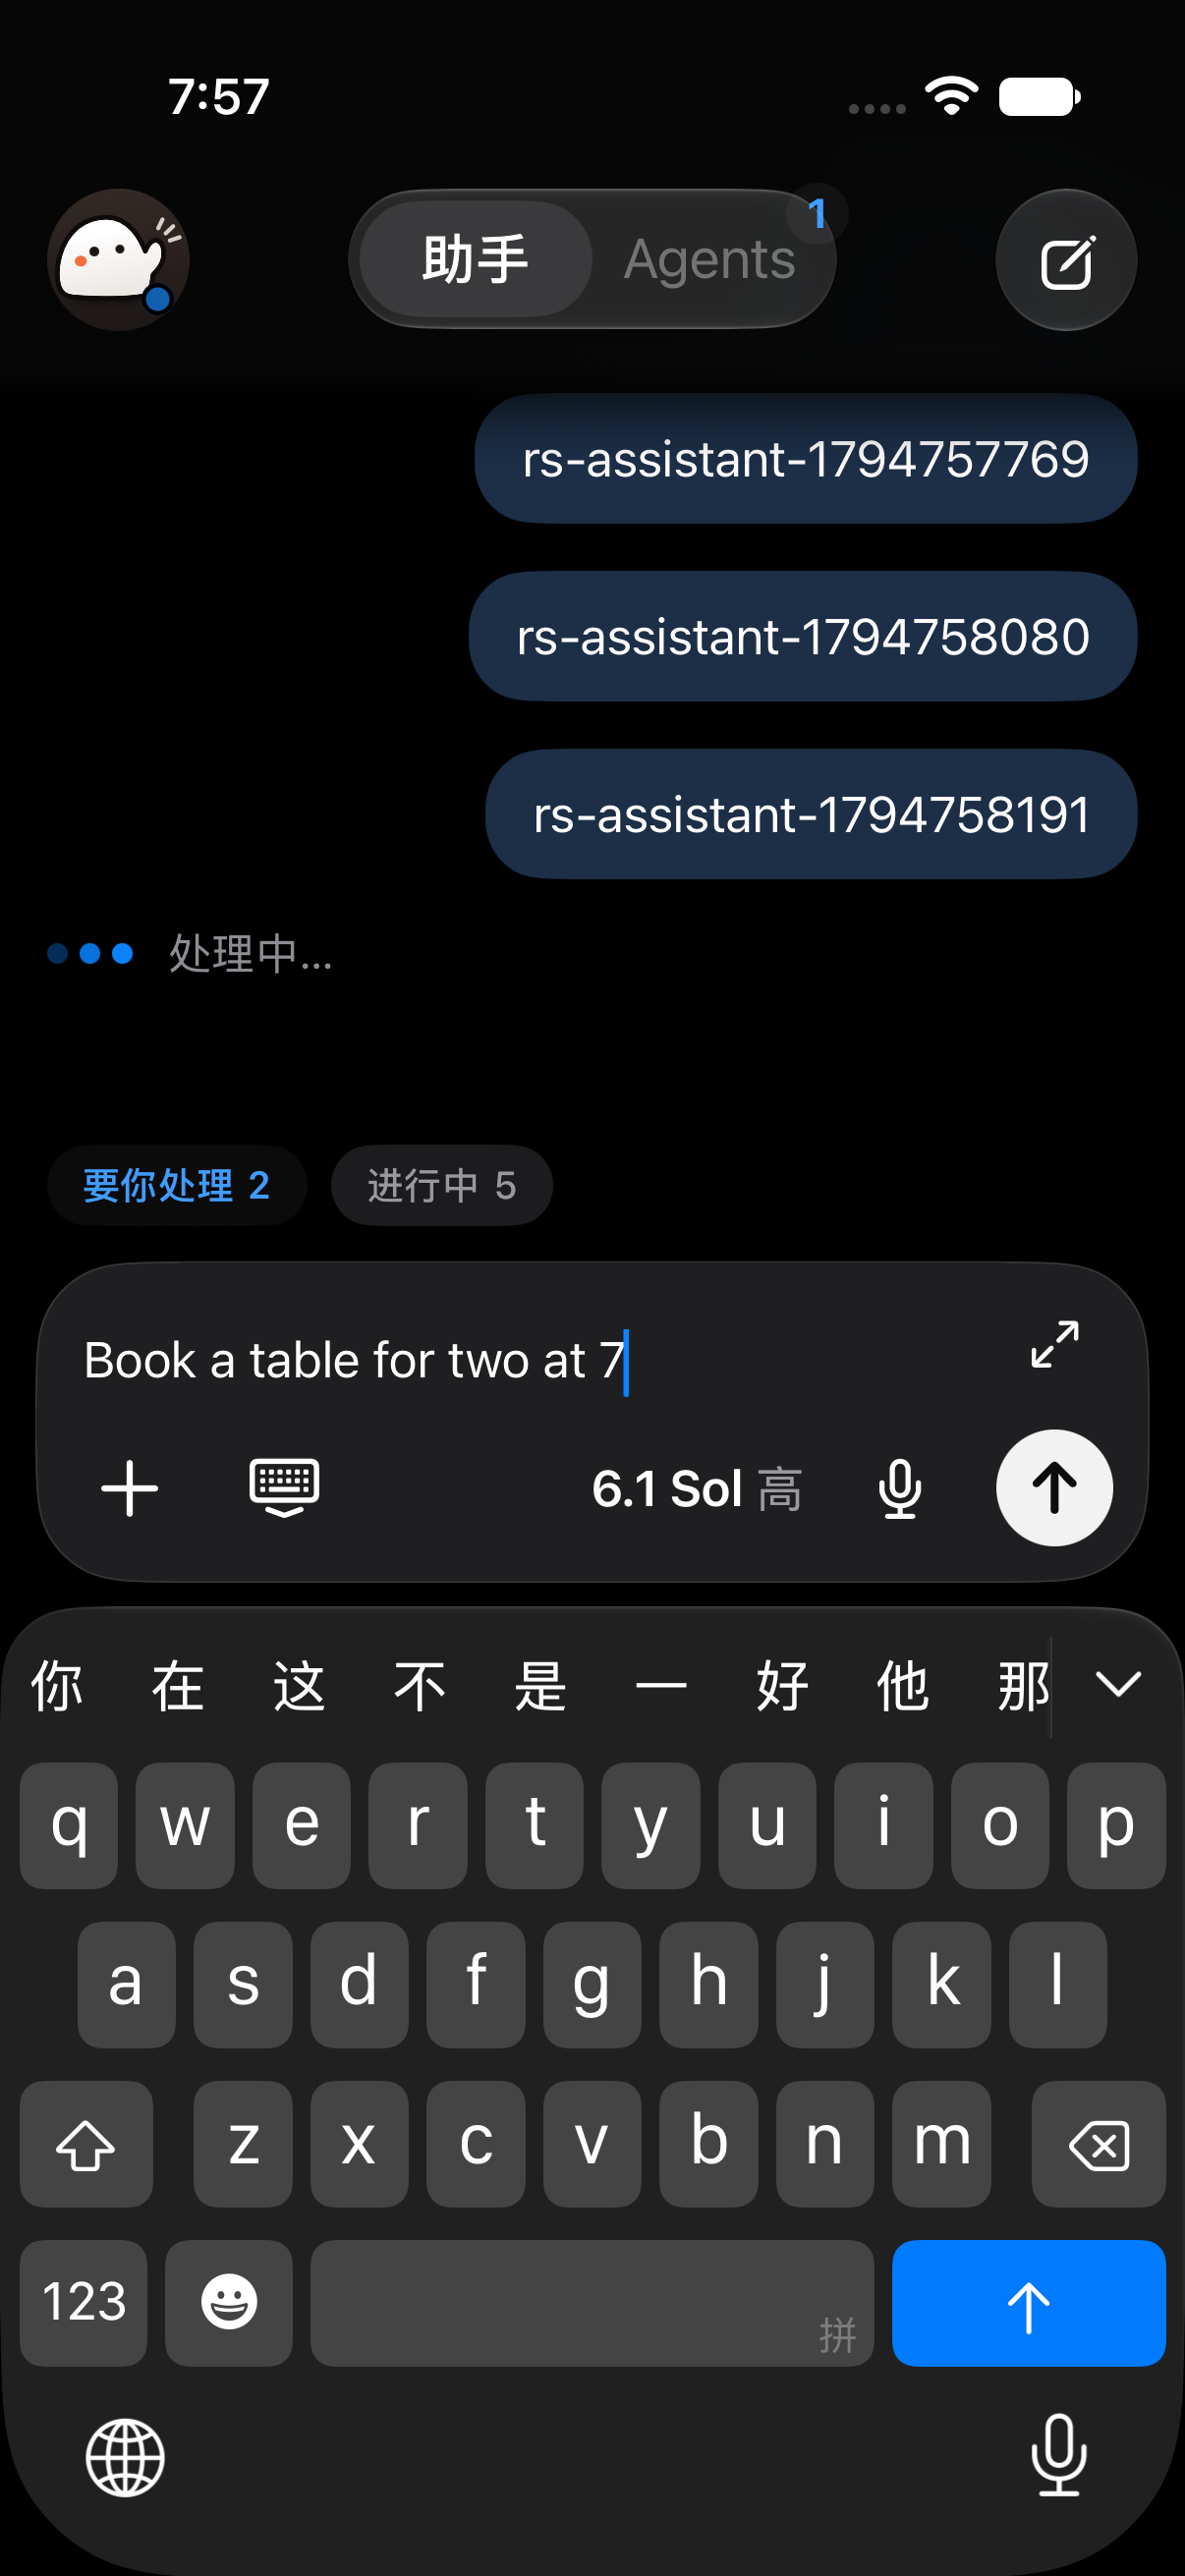 7:57
助手
Agents
1
rs-assistant-1794757769
rs-assistant-1794758080
rs-assistant-1794758191
处理中...
要你处理 2
进行中 5
Book a table for two at 7
6.1 Sol 高
你 在 这 不 是 一 好 他 那
q w e r t y u i o p
a s d f g h j k l
z x c v b n m
123
拼